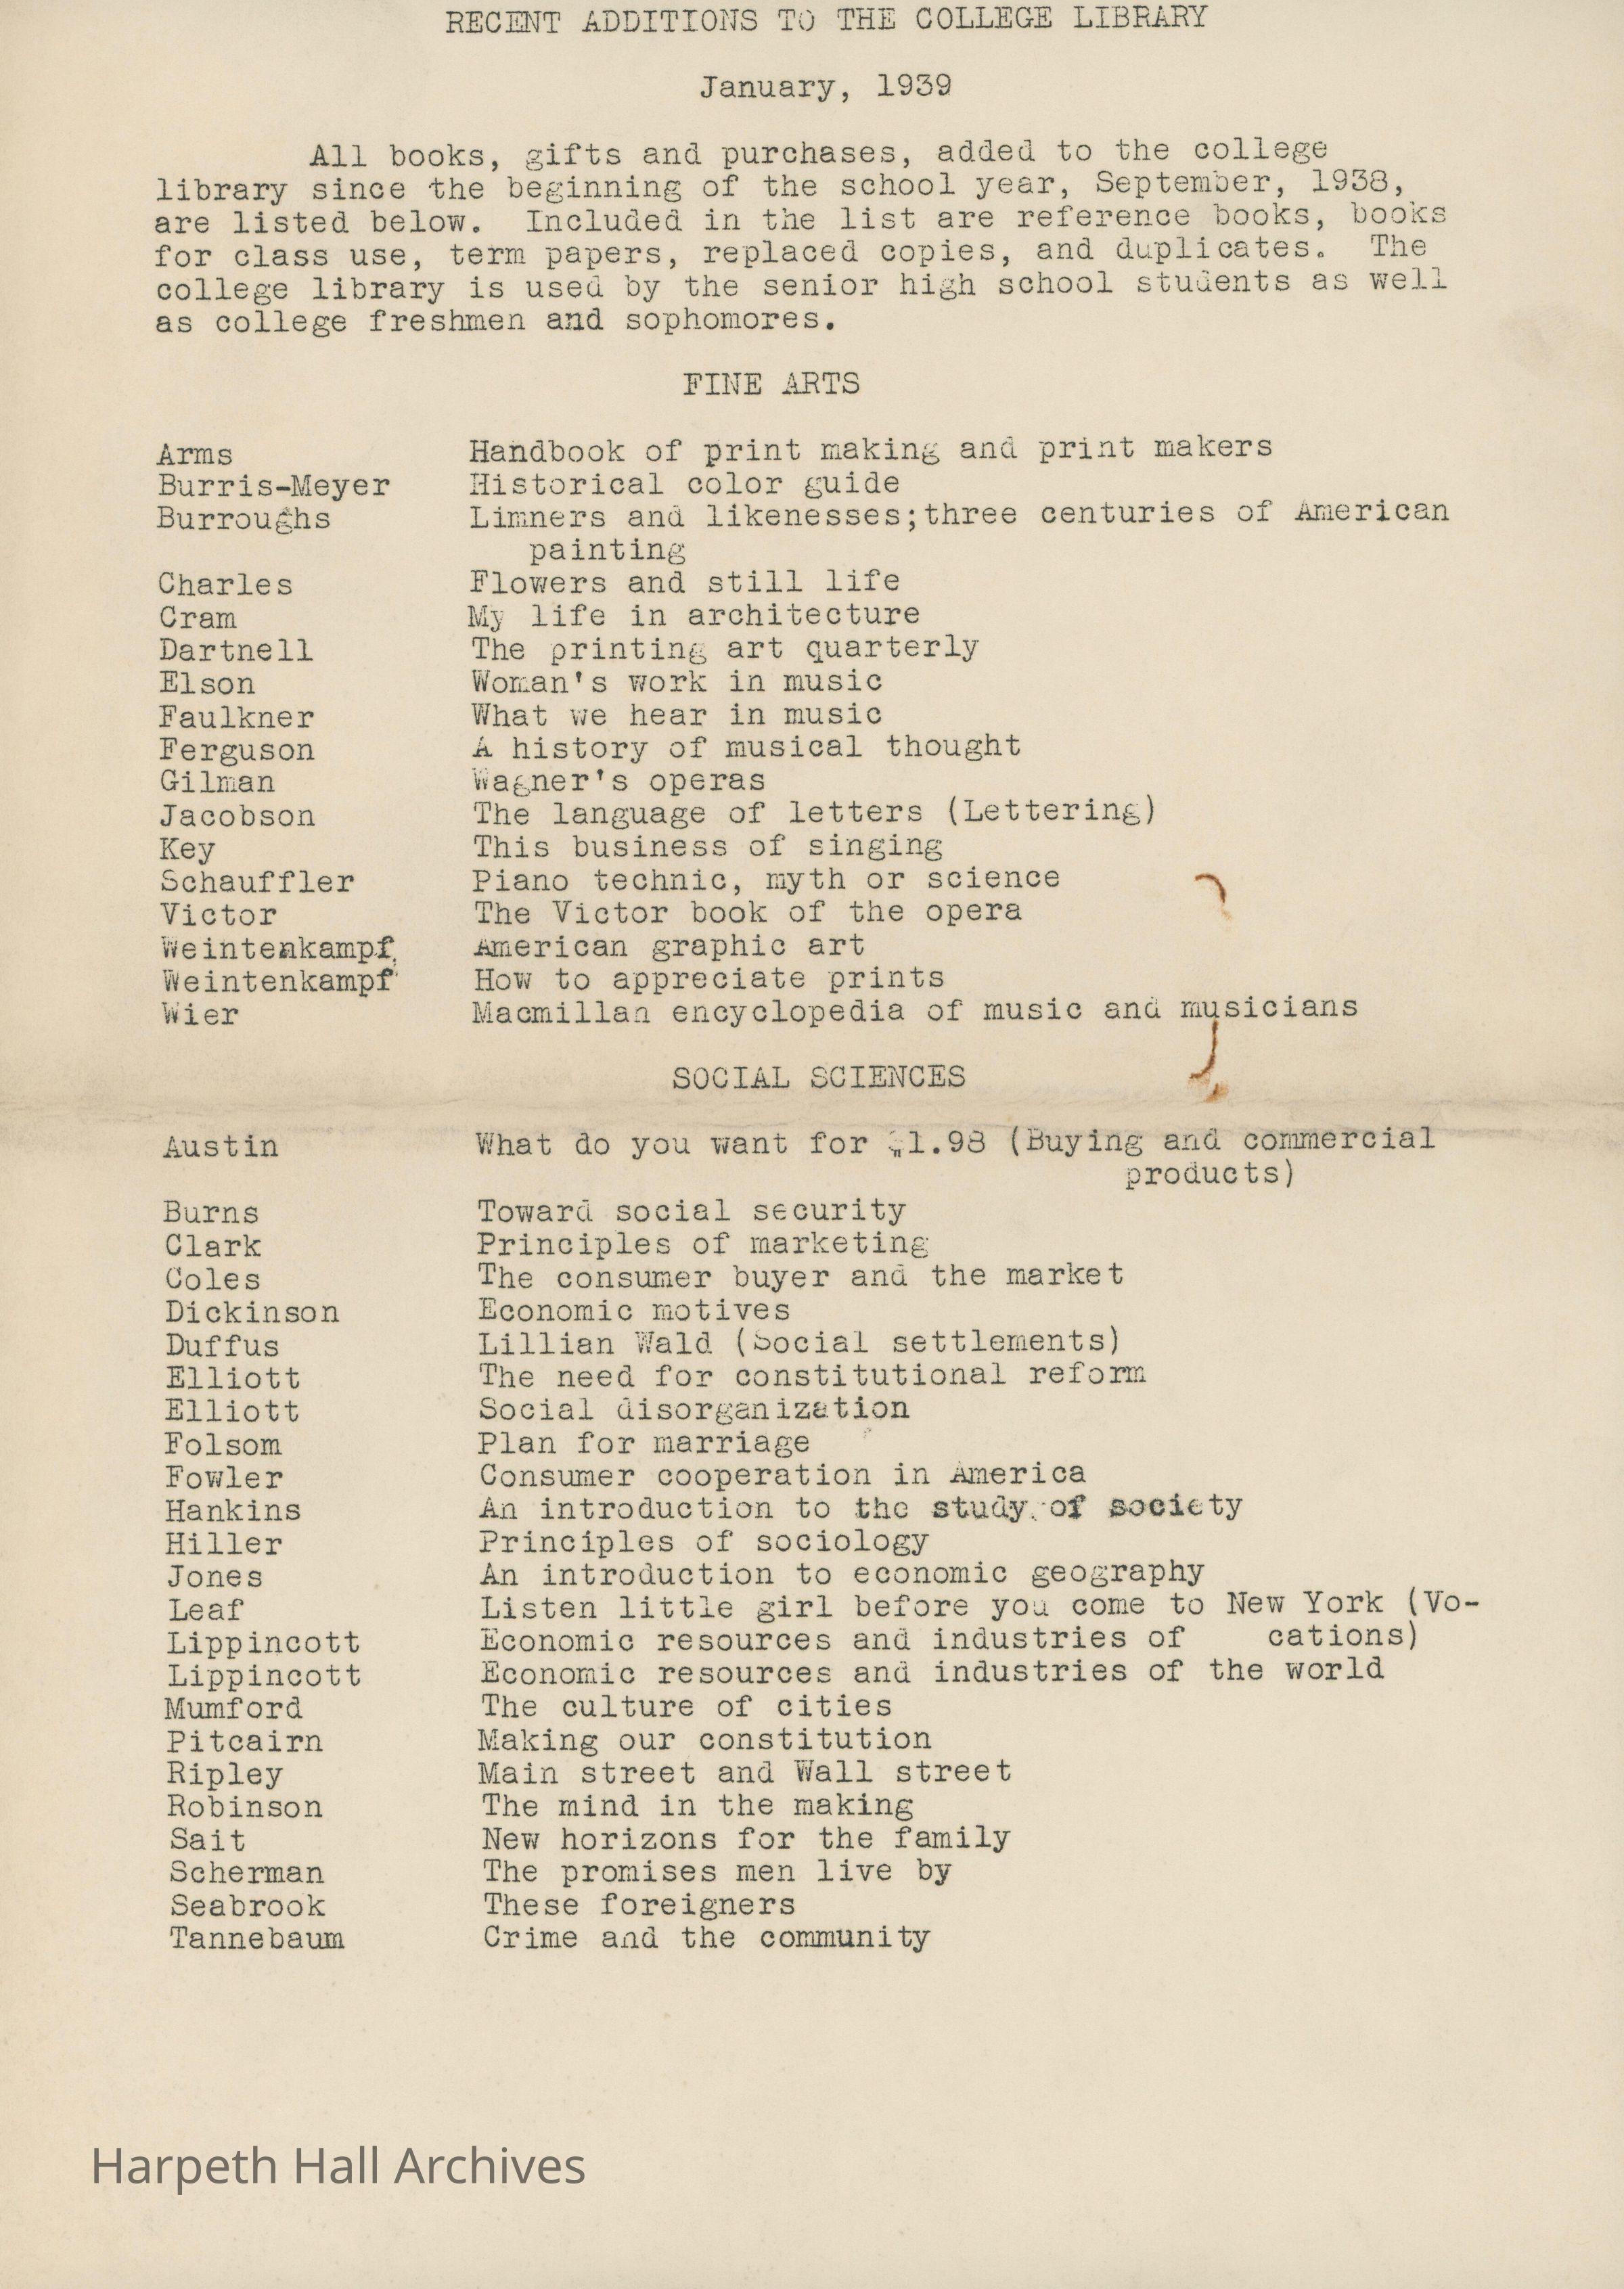 RECENT ADDITIONS TO THE COLLEGE LIBRARY
January, 1939
All books, gifts and purchases, added to the college
library since the beginning of the school year, September, 1938,
are listed below. Included in the list are reference books, books
for class use, term papers, replaced copies, and duplicates. The
college library is used by the senior high school students as well
as college freshmen and sophomores.
FINE ARTS
Arms Handbook of print making and print makers
Burris-Meyer Historical color guide
Burroughs Limners and likenesses;three centuries of American
painting
Charles Flowers and still life
Cram My life in architecture
Dartnell The printing art quarterly
Elson Woman's work in music
Faulkner What we hear in music
Ferguson A history of musical thought
Gilman Wagner's operas
Jacobson The language of letters (Lettering)
Key This business of singing
Schauffler Piano technic, myth or science
Victor The Victor book of the opera
Weintenkampf American graphic art
Weintenkampf How to appreciate prints
Wier Macmillan encyclopedia of music and musicians
SOCIAL SCIENCES
Austin What do you want for $1.98 (Buying and commercial
products)
Burns Toward social security
Clark Principles of marketing
Coles The consumer buyer and the market
Dickinson Economic motives
Duffus Lillian Wald (Social settlements)
Elliott The need for constitutional reform
Elliott Social disorganization
Folsom Plan for marriage
Fowler Consumer cooperation in America
Hankins An introduction to the study of society
Hiller Principles of sociology
Jones An introduction to economic geography
Leaf Listen little girl before you come to New York (Vo-
Lippincott Economic resources and industries of cations)
Lippincott Economic resources and industries of the world
Mumford The culture of cities
Pitcairn Making our constitution
Ripley Main street and Wall street
Robinson The mind in the making
Sait New horizons for the family
Scherman The promises men live by
Seabrook These foreigners
Tannebaum Crime and the community
Harpeth Hall Archives